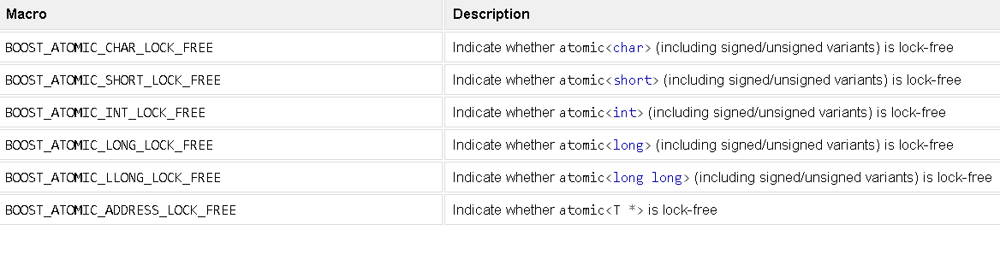 Macro Description
BOOST_ATOMIC_CHAR_LOCK_FREE Indicate whether atomic<char> (including signed/unsigned variants) is lock-free
BOOST_ATOMIC_SHORT_LOCK_FREE Indicate whether atomic<short> (including signed/unsigned variants) is lock-free
BOOST_ATOMIC_INT_LOCK_FREE Indicate whether atomic<int> (including signed/unsigned variants) is lock-free
BOOST_ATOMIC_LONG_LOCK_FREE Indicate whether atomic<long> (including signed/unsigned variants) is lock-free
BOOST_ATOMIC_LLONG_LOCK_FREE Indicate whether atomic<long long> (including signed/unsigned variants) is lock-free
BOOST_ATOMIC_ADDRESS_LOCK_FREE Indicate whether atomic<T *> is lock-free